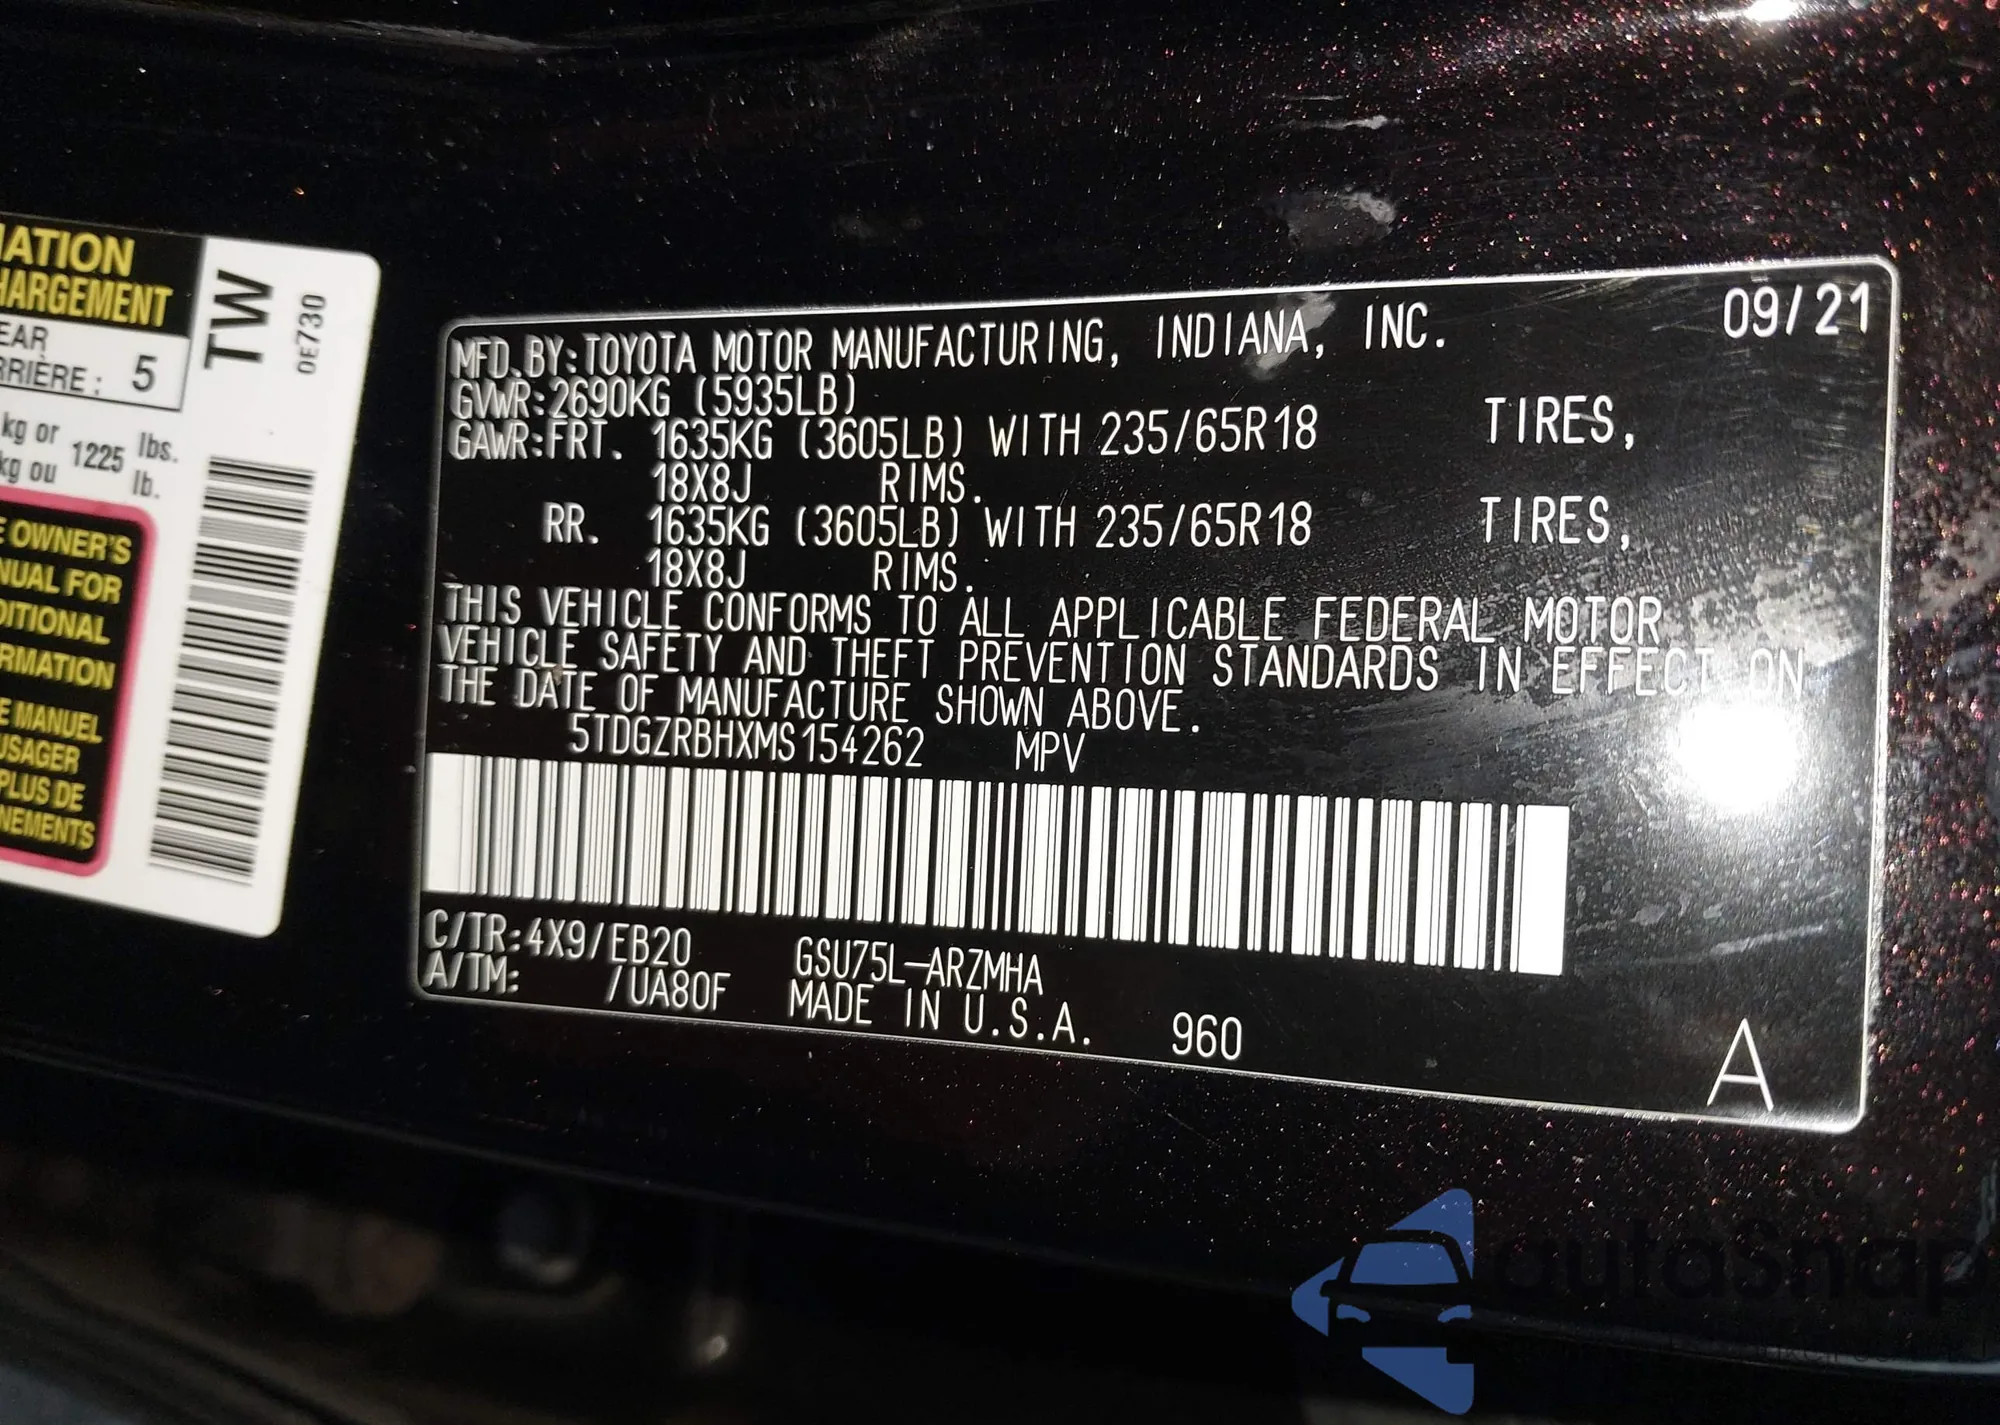 MATION
HARGEMENT
EAR
RRIÈRE : 5
kg or 1225 lbs.
kg ou lb.
E OWNER'S
NUAL FOR
DITIONAL
RMATION
E MANUEL
USAGER
PLUS DE
NEMENTS
TW
0E730
09/21
MFD.BY:TOYOTA MOTOR MANUFACTURING, INDIANA, INC.
GVWR:2690KG (5935LB)
GAWR:FRT. 1635KG (3605LB) WITH 235/65R18 TIRES,
18X8J RIMS.
RR. 1635KG (3605LB) WITH 235/65R18 TIRES,
18X8J RIMS.
THIS VEHICLE CONFORMS TO ALL APPLICABLE FEDERAL MOTOR
VEHICLE SAFETY AND THEFT PREVENTION STANDARDS IN EFFECT ON
THE DATE OF MANUFACTURE SHOWN ABOVE.
5TDGZRBHXMS154262 MPV
C/TR:4X9/EB20 GSU75L-ARZMHA
A/TM: /UA80F MADE IN U.S.A. 960
A
autoSnap